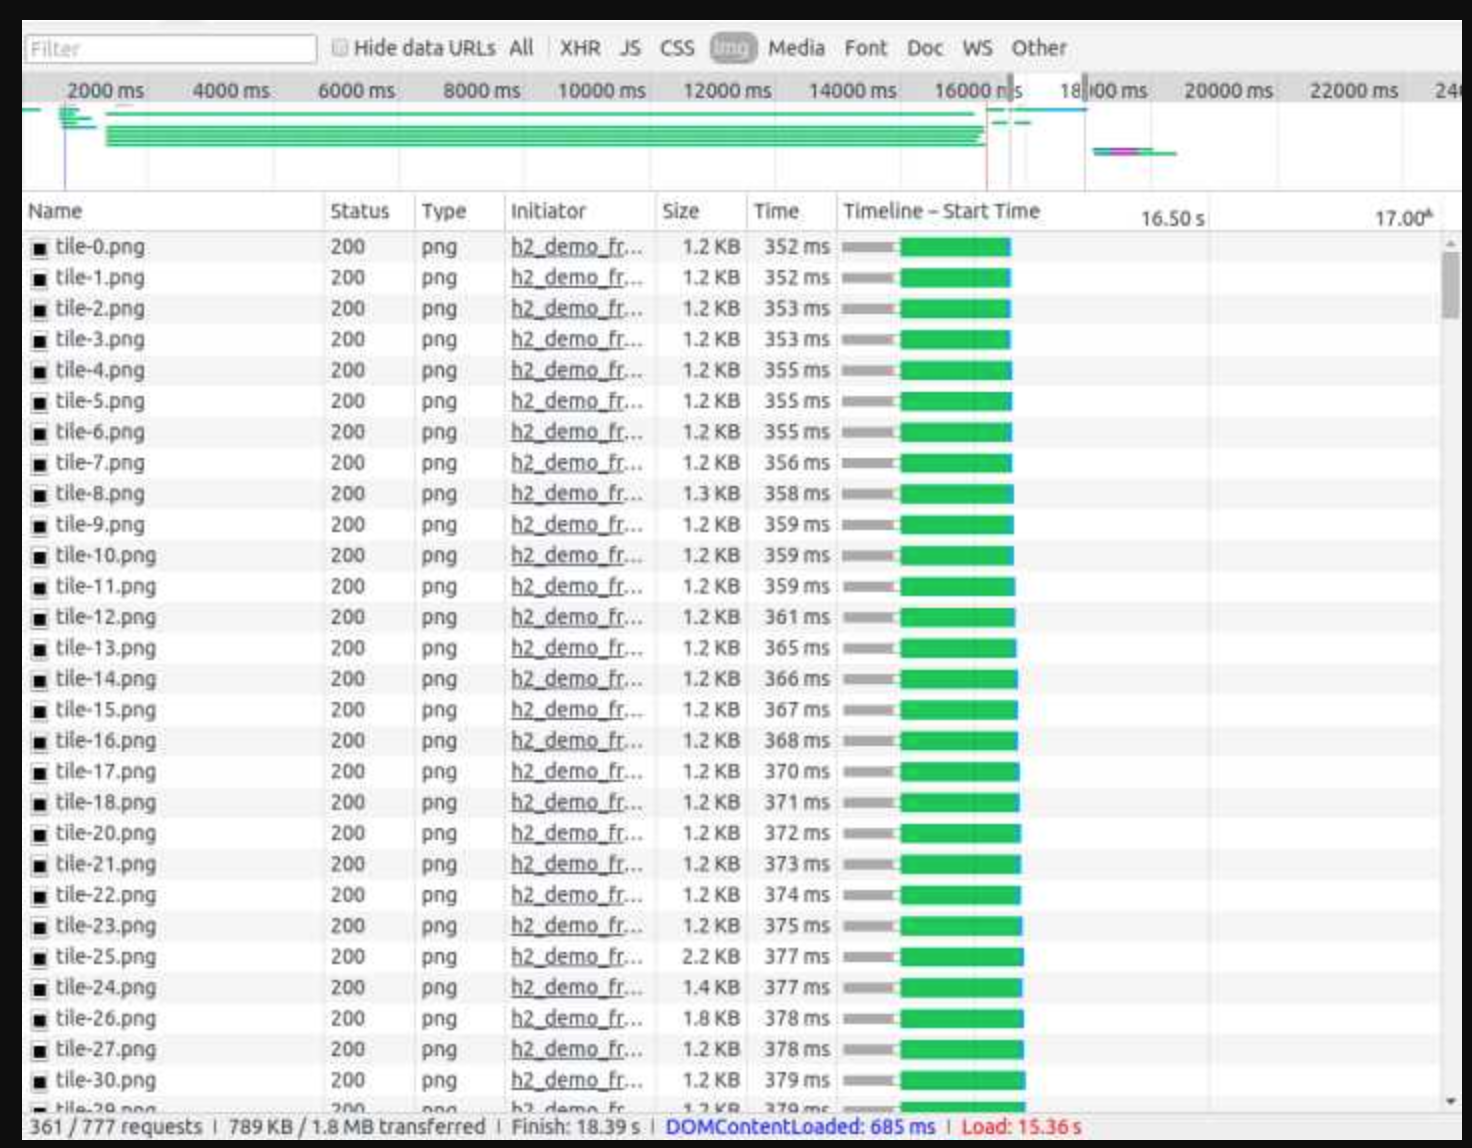 Filter Hide data URLs All XHR JS CSS Img Media Font Doc WS Other
2000 ms 4000 ms 6000 ms 8000 ms 10000 ms 12000 ms 14000 ms 16000 ms 18000 ms 20000 ms 22000 ms 240
Name Status Type Initiator Size Time Timeline – Start Time 16.50 s 17.00
tile-0.png 200 png h2_demo_fr... 1.2 KB 352 ms
tile-1.png 200 png h2_demo_fr... 1.2 KB 352 ms
tile-2.png 200 png h2_demo_fr... 1.2 KB 353 ms
tile-3.png 200 png h2_demo_fr... 1.2 KB 353 ms
tile-4.png 200 png h2_demo_fr... 1.2 KB 355 ms
tile-5.png 200 png h2_demo_fr... 1.2 KB 355 ms
tile-6.png 200 png h2_demo_fr... 1.2 KB 355 ms
tile-7.png 200 png h2_demo_fr... 1.2 KB 356 ms
tile-8.png 200 png h2_demo_fr... 1.3 KB 358 ms
tile-9.png 200 png h2_demo_fr... 1.2 KB 359 ms
tile-10.png 200 png h2_demo_fr... 1.2 KB 359 ms
tile-11.png 200 png h2_demo_fr... 1.2 KB 359 ms
tile-12.png 200 png h2_demo_fr... 1.2 KB 361 ms
tile-13.png 200 png h2_demo_fr... 1.2 KB 365 ms
tile-14.png 200 png h2_demo_fr... 1.2 KB 366 ms
tile-15.png 200 png h2_demo_fr... 1.2 KB 367 ms
tile-16.png 200 png h2_demo_fr... 1.2 KB 368 ms
tile-17.png 200 png h2_demo_fr... 1.2 KB 370 ms
tile-18.png 200 png h2_demo_fr... 1.2 KB 371 ms
tile-20.png 200 png h2_demo_fr... 1.2 KB 372 ms
tile-21.png 200 png h2_demo_fr... 1.2 KB 373 ms
tile-22.png 200 png h2_demo_fr... 1.2 KB 374 ms
tile-23.png 200 png h2_demo_fr... 1.2 KB 375 ms
tile-25.png 200 png h2_demo_fr... 2.2 KB 377 ms
tile-24.png 200 png h2_demo_fr... 1.4 KB 377 ms
tile-26.png 200 png h2_demo_fr... 1.8 KB 378 ms
tile-27.png 200 png h2_demo_fr... 1.2 KB 378 ms
tile-30.png 200 png h2_demo_fr... 1.2 KB 379 ms
tile-29.png 200 png h2_demo_fr... 1.2 KB 379 ms
361 / 777 requests | 789 KB / 1.8 MB transferred | Finish: 18.39 s | DOMContentLoaded: 685 ms | Load: 15.36 s